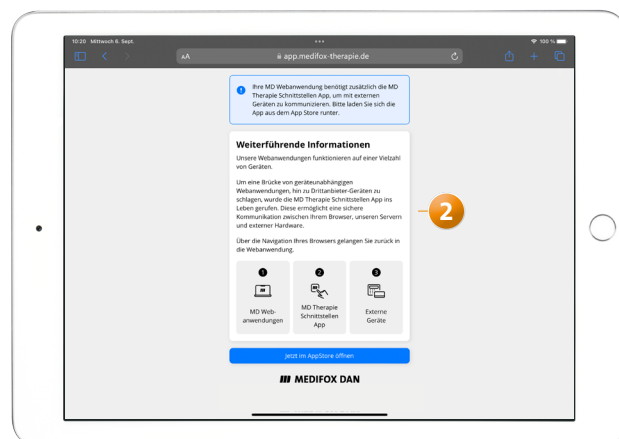 10:20 Mittwoch 6. Sept.
100 %
AA
app.medifox-therapie.de
Ihre MD Webanwendung benötigt zusätzlich die MD
Therapie Schnittstellen App, um mit externen
Geräten zu kommunizieren. Bitte laden Sie sich die
App aus dem App Store runter.
Weiterführende Informationen
Unsere Webanwendungen funktionieren auf einer Vielzahl
von Geräten.
Um eine Brücke von geräteunabhängigen
Webanwendungen, hin zu Drittanbieter-Geräten zu
schlagen, wurde die MD Therapie Schnittstellen App ins
Leben gerufen. Diese ermöglicht eine sichere
Kommunikation zwischen Ihrem Browser, unseren Servern
und externer Hardware.
2
Über die Navigation Ihres Browsers gelangen Sie zurück in
die Webanwendung.
1
MD Web-
anwendungen
2
MD Therapie
Schnittstellen
App
3
Externe
Geräte
Jetzt im AppStore öffnen
MEDIFOX DAN